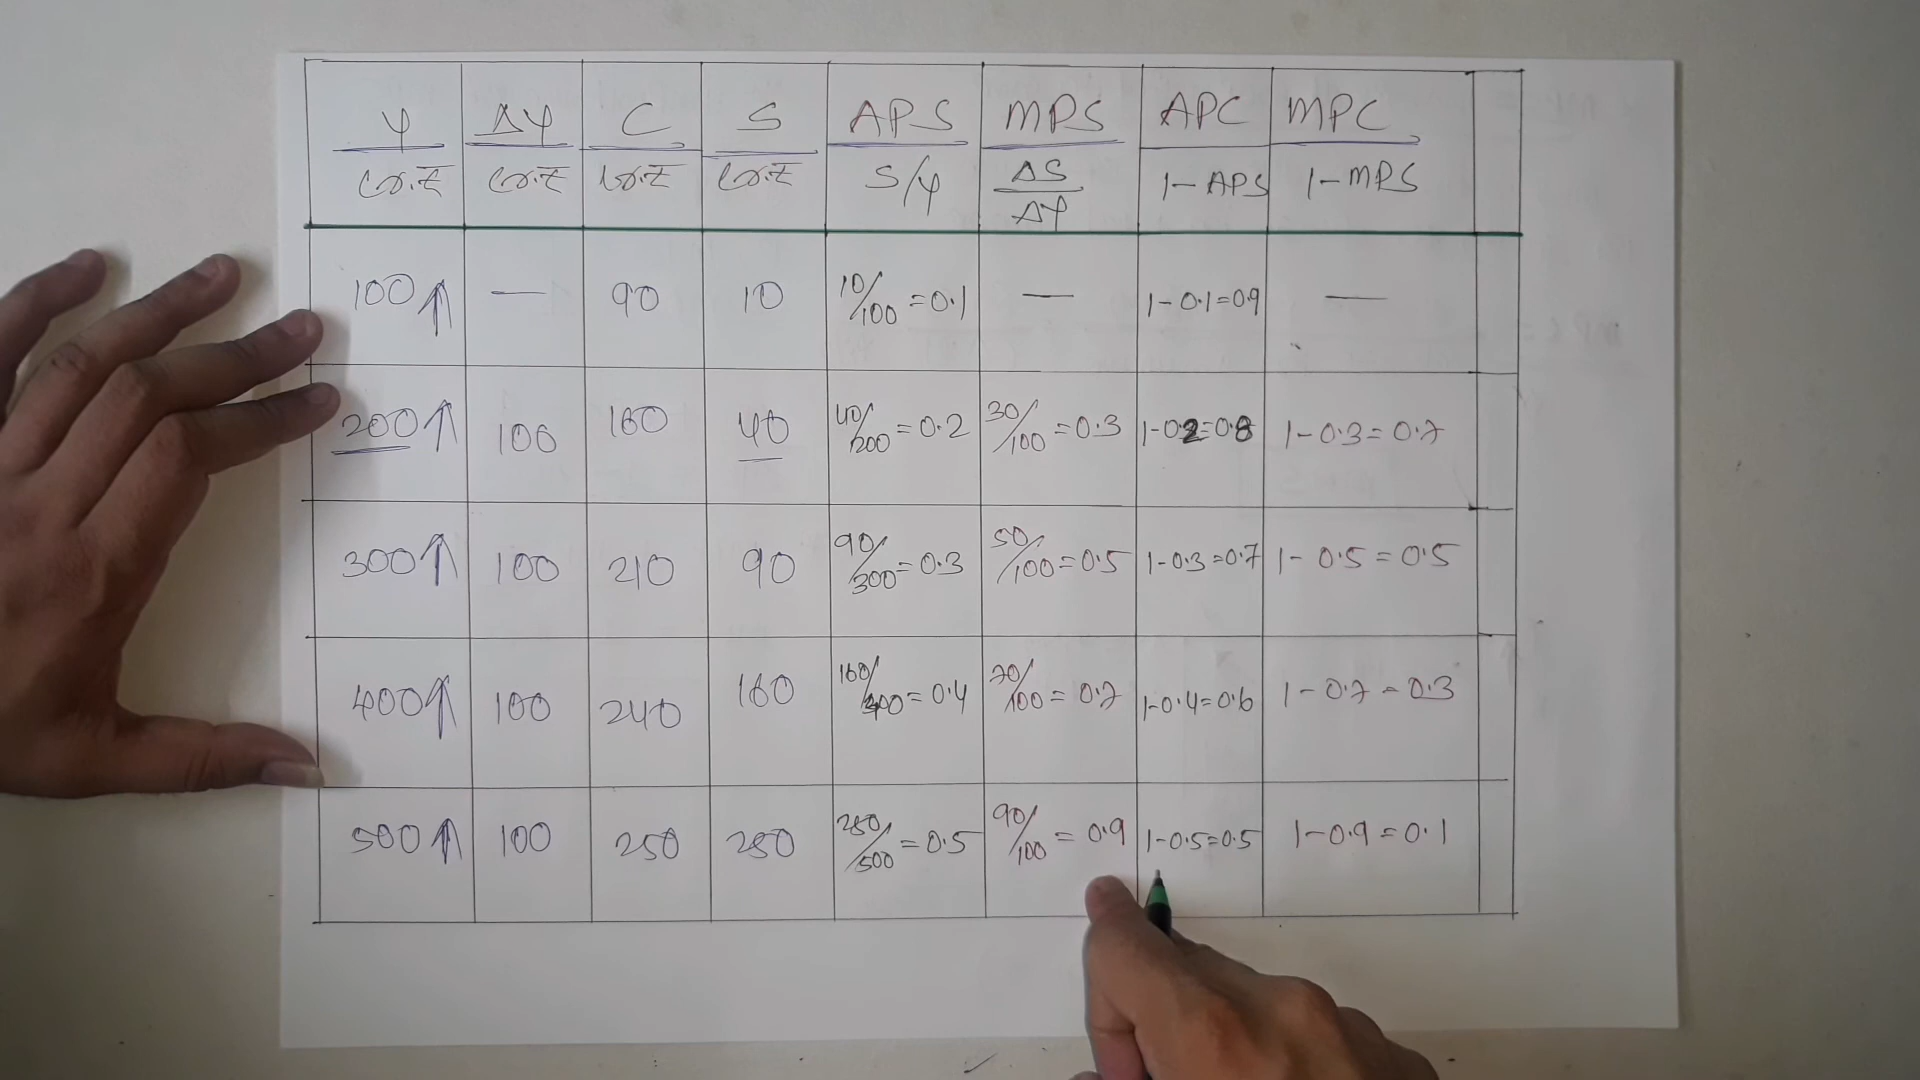 Y ΔY C S APS MPS APC MPC
cr.₹ cr.₹ cr.₹ cr.₹ S/Y ΔS/ΔY 1-APS 1-MPS
100↑ — 90 10 10/100=0.1 — 1-0.1=0.9 —
200↑ 100 160 40 40/200=0.2 30/100=0.3 1-0.2=0.8 1-0.3=0.7
300↑ 100 210 90 90/300=0.3 50/100=0.5 1-0.3=0.7 1-0.5=0.5
400↑ 100 240 160 160/400=0.4 70/100=0.7 1-0.4=0.6 1-0.7=0.3
500↑ 100 250 250 250/500=0.5 90/100=0.9 1-0.5=0.5 1-0.9=0.1